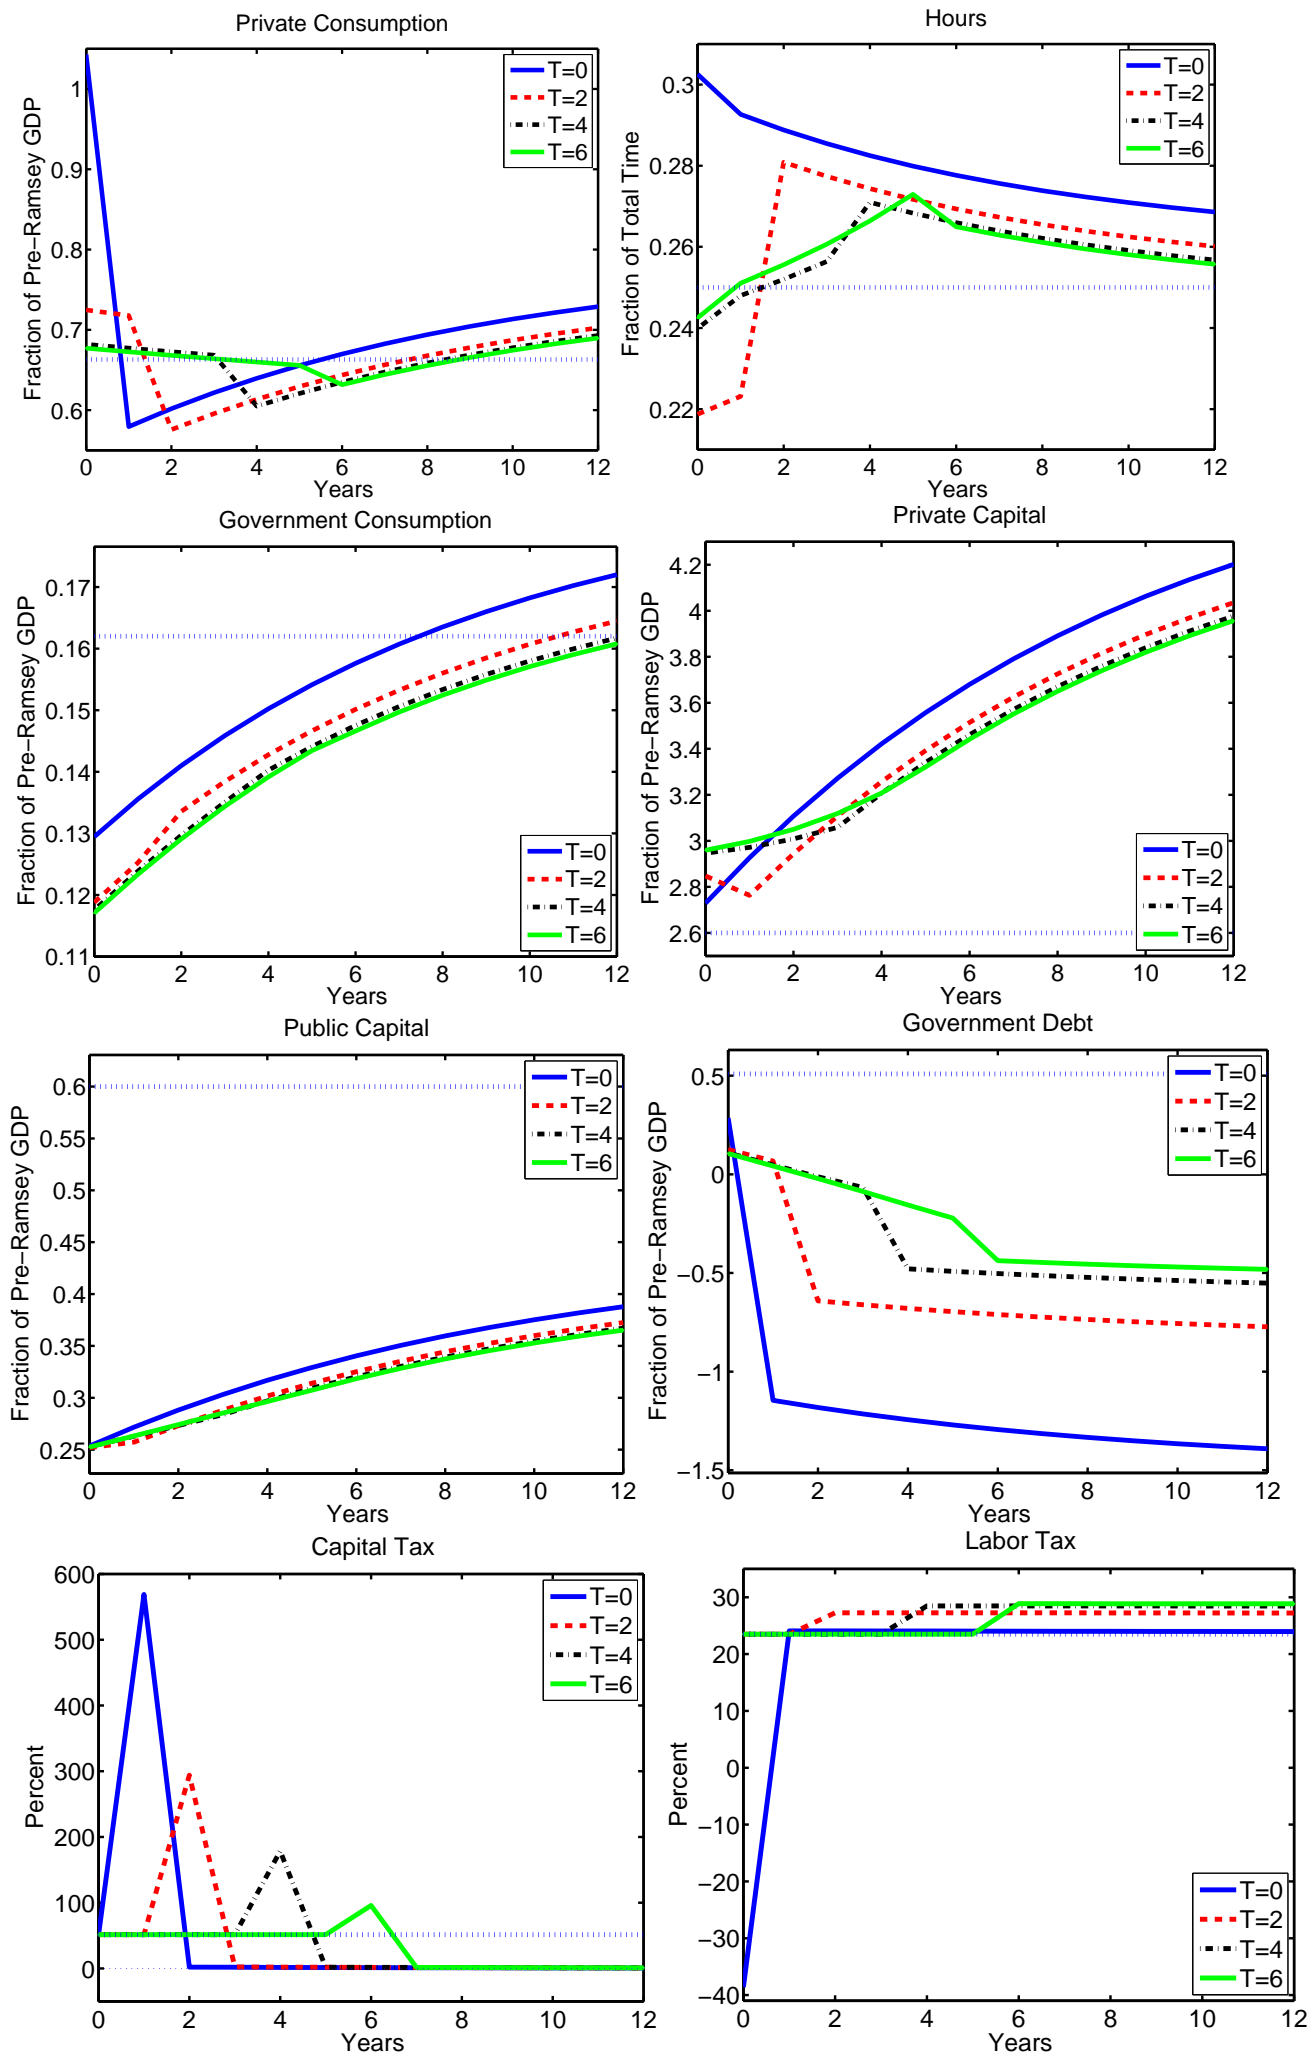 Private Consumption
Fraction of Pre−Ramsey GDP
1
0.9
0.8
0.7
0.6
0 2 4 6 8 10 12
Years
T=0
T=2
T=4
T=6
Hours
Fraction of Total Time
0.3
0.28
0.26
0.24
0.22
0 2 4 6 8 10 12
Years
T=0
T=2
T=4
T=6
Government Consumption
Fraction of Pre−Ramsey GDP
0.17
0.16
0.15
0.14
0.13
0.12
0.11
0 2 4 6 8 10 12
Years
T=0
T=2
T=4
T=6
Private Capital
Fraction of Pre−Ramsey GDP
4.2
4
3.8
3.6
3.4
3.2
3
2.8
2.6
0 2 4 6 8 10 12
Years
T=0
T=2
T=4
T=6
Public Capital
Fraction of Pre−Ramsey GDP
0.6
0.55
0.5
0.45
0.4
0.35
0.3
0.25
0 2 4 6 8 10 12
Years
T=0
T=2
T=4
T=6
Government Debt
Fraction of Pre−Ramsey GDP
0.5
0
−0.5
−1
−1.5
0 2 4 6 8 10 12
Years
T=0
T=2
T=4
T=6
Capital Tax
Percent
600
500
400
300
200
100
0
0 2 4 6 8 10 12
Years
T=0
T=2
T=4
T=6
Labor Tax
Percent
30
20
10
0
−10
−20
−30
−40
0 2 4 6 8 10 12
Years
T=0
T=2
T=4
T=6